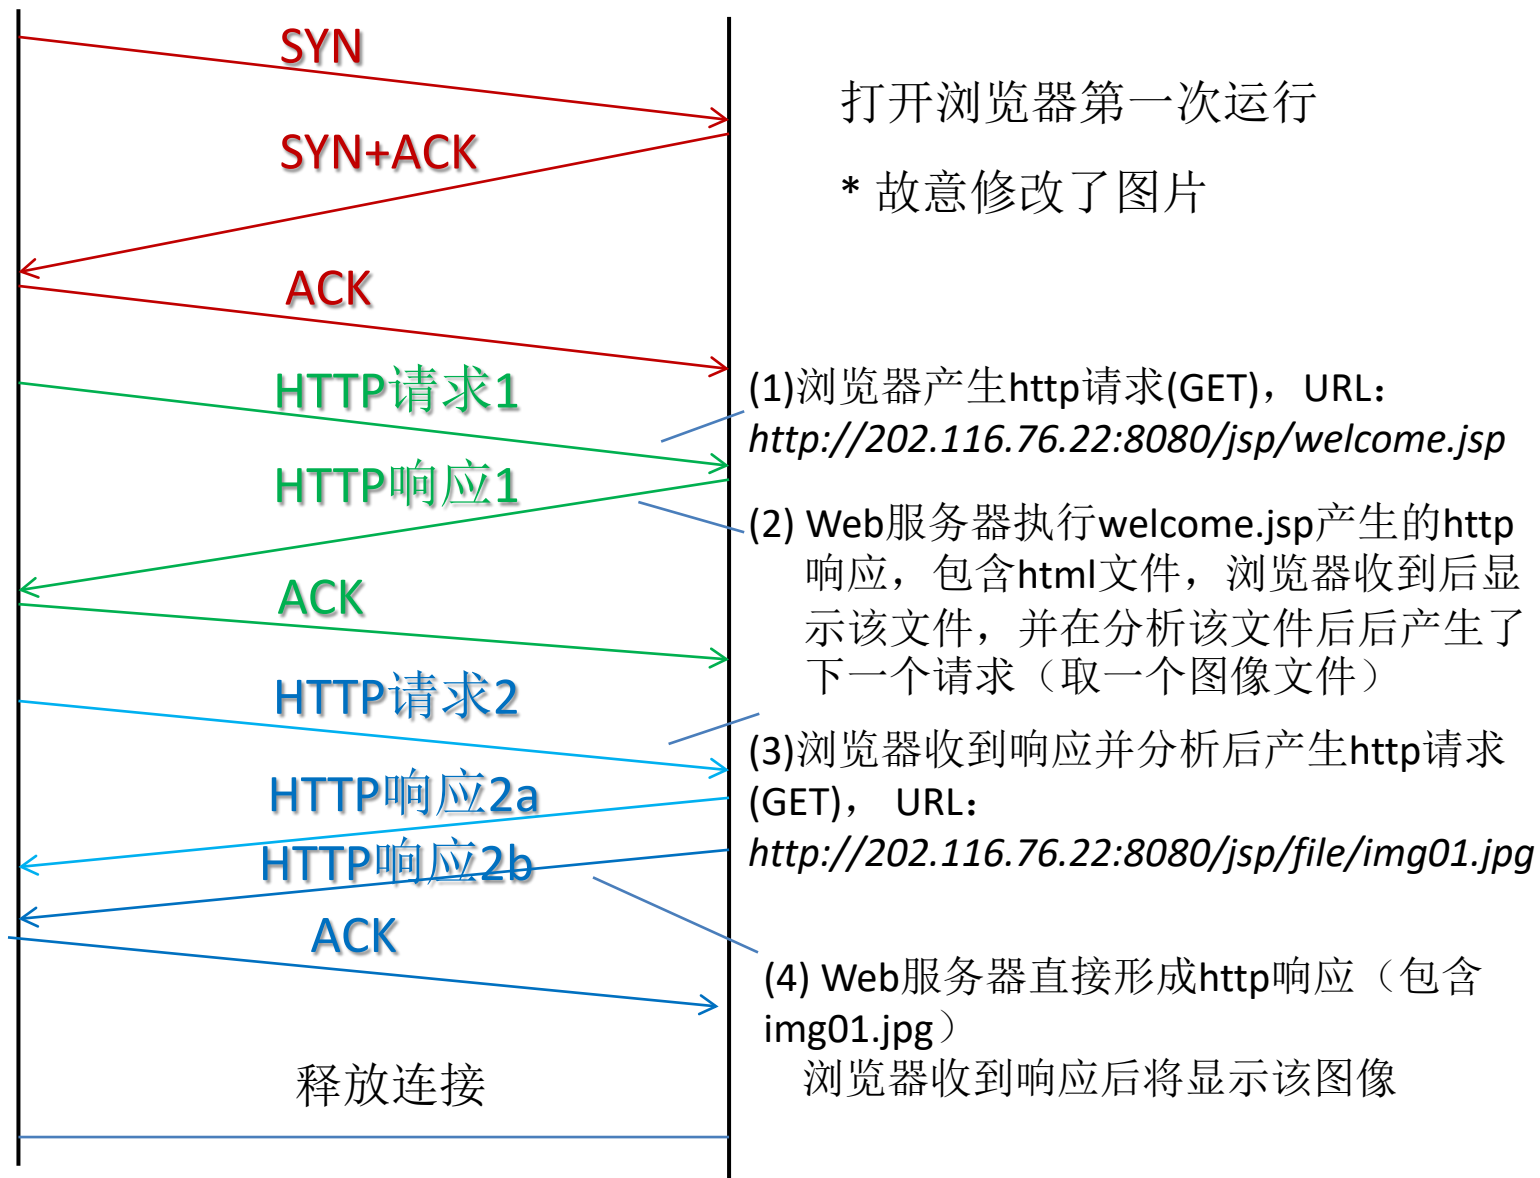 SYN
SYN+ACK
ACK
HTTP请求1
HTTP响应1
ACK
HTTP请求2
HTTP响应2a
HTTP响应2b
ACK
释放连接
打开浏览器第一次运行
* 故意修改了图片
(1)浏览器产生http请求(GET)，URL：
http://202.116.76.22:8080/jsp/welcome.jsp
(2) Web服务器执行welcome.jsp产生的http
响应，包含html文件，浏览器收到后显
示该文件，并在分析该文件后后产生了
下一个请求（取一个图像文件）
(3)浏览器收到响应并分析后产生http请求
(GET)， URL：
http://202.116.76.22:8080/jsp/file/img01.jpg
(4) Web服务器直接形成http响应（包含
img01.jpg）
浏览器收到响应后将显示该图像